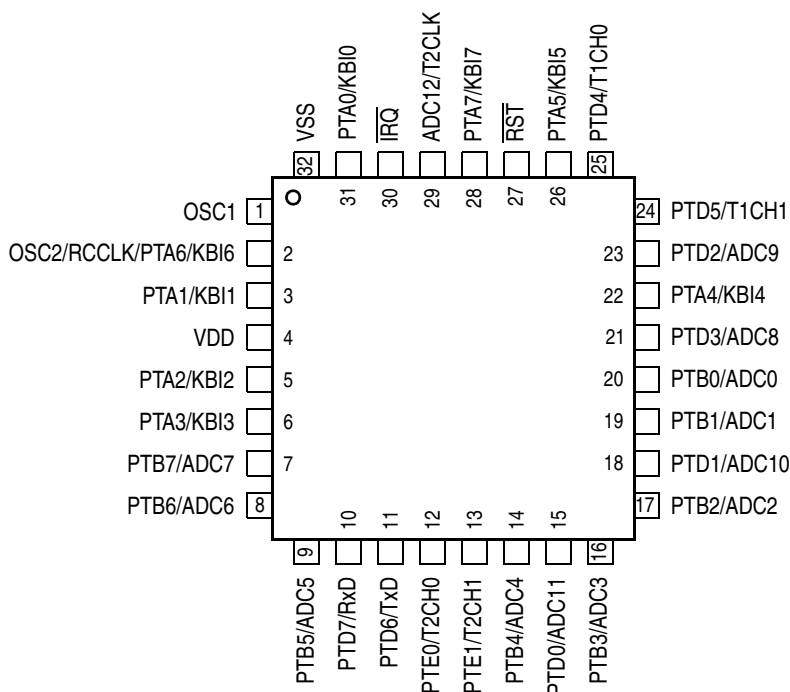 VSS
PTA0/KBI0
IRQ
ADC12/T2CLK
PTA7/KBI7
RST
PTA5/KBI5
PTD4/T1CH0
32
31
30
29
28
27
26
25
OSC1 1
OSC2/RCCLK/PTA6/KBI6 2
PTA1/KBI1 3
VDD 4
PTA2/KBI2 5
PTA3/KBI3 6
PTB7/ADC7 7
PTB6/ADC6 8
24 PTD5/T1CH1
23 PTD2/ADC9
22 PTA4/KBI4
21 PTD3/ADC8
20 PTB0/ADC0
19 PTB1/ADC1
18 PTD1/ADC10
17 PTB2/ADC2
9
10
11
12
13
14
15
16
PTB5/ADC5
PTD7/RxD
PTD6/TxD
PTE0/T2CH0
PTE1/T2CH1
PTB4/ADC4
PTD0/ADC11
PTB3/ADC3